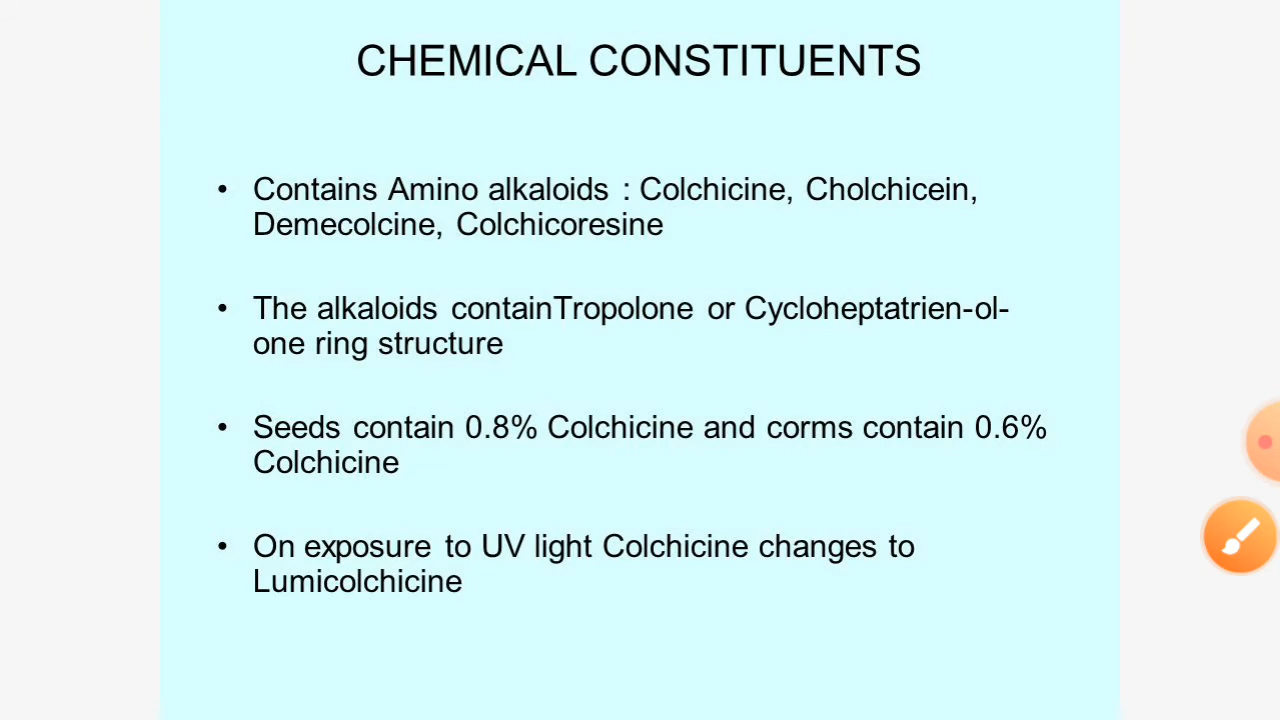 CHEMICAL CONSTITUENTS
• Contains Amino alkaloids : Colchicine, Cholchicein,
Demecolcine, Colchicoresine
• The alkaloids containTropolone or Cycloheptatrien-ol-
one ring structure
• Seeds contain 0.8% Colchicine and corms contain 0.6%
Colchicine
• On exposure to UV light Colchicine changes to
Lumicolchicine